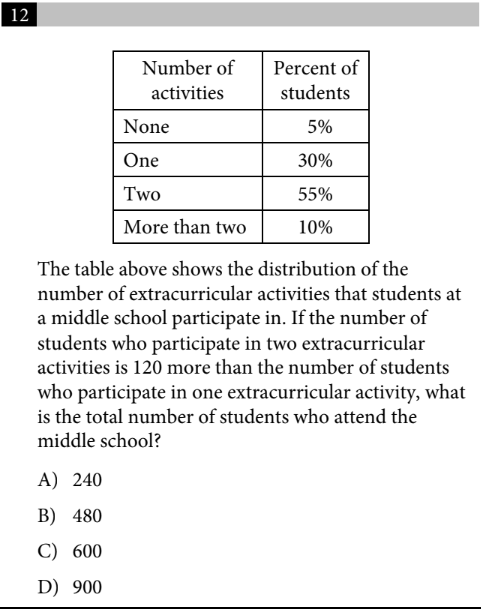 12
Number of activities Percent of students
None 5%
One 30%
Two 55%
More than two 10%
The table above shows the distribution of the
number of extracurricular activities that students at
a middle school participate in. If the number of
students who participate in two extracurricular
activities is 120 more than the number of students
who participate in one extracurricular activity, what
is the total number of students who attend the
middle school?
A) 240
B) 480
C) 600
D) 900